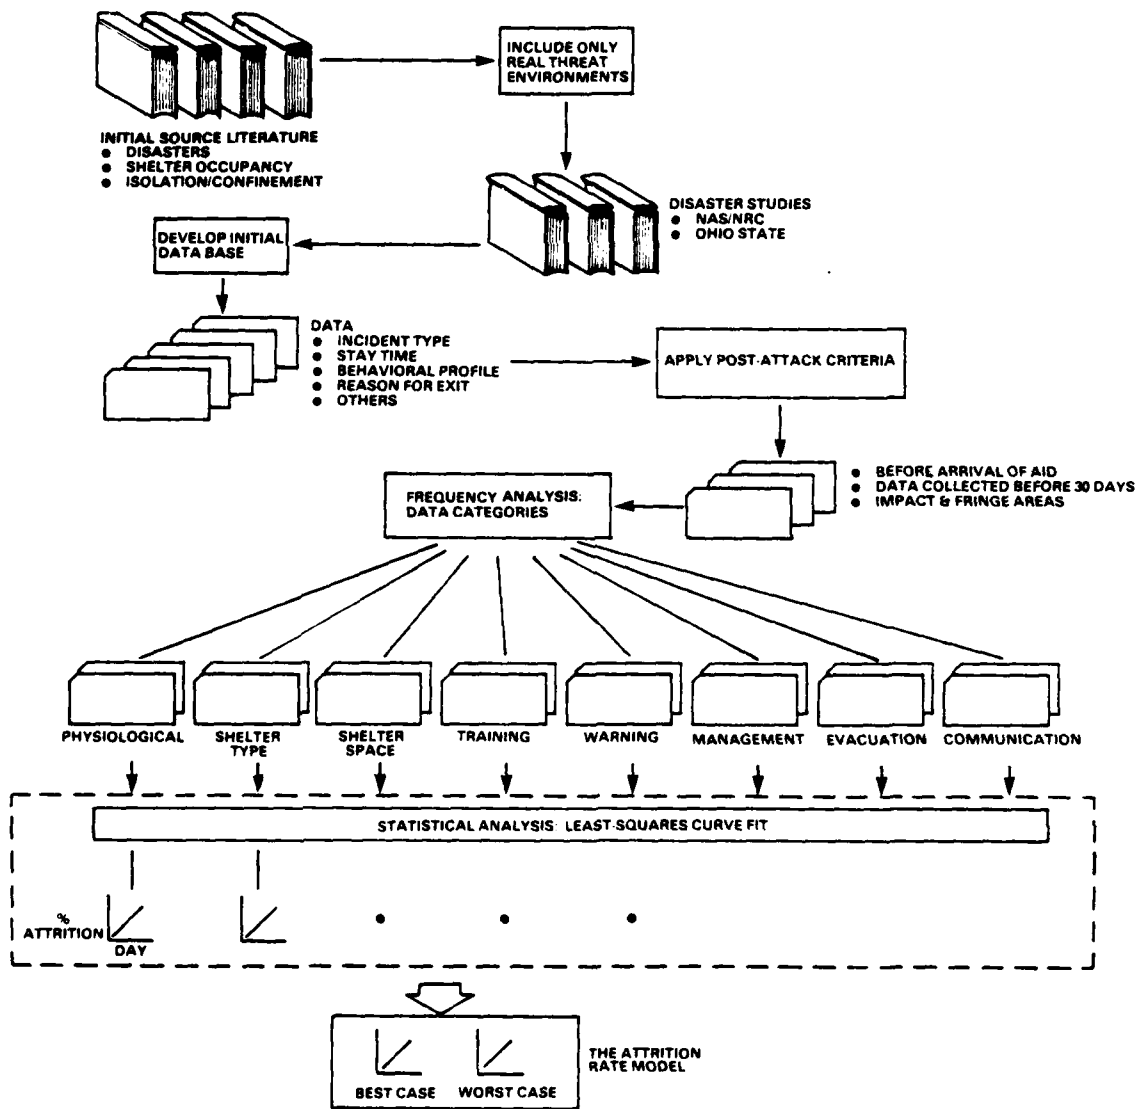 INCLUDE ONLY
REAL THREAT
ENVIRONMENTS
INITIAL SOURCE LITERATURE
● DISASTERS
● SHELTER OCCUPANCY
● ISOLATION/CONFINEMENT
DISASTER STUDIES
● NAS/NRC
● OHIO STATE
DEVELOP INITIAL
DATA BASE
DATA
● INCIDENT TYPE
● STAY TIME
● BEHAVIORAL PROFILE
● REASON FOR EXIT
● OTHERS
APPLY POST-ATTACK CRITERIA
● BEFORE ARRIVAL OF AID
● DATA COLLECTED BEFORE 30 DAYS
● IMPACT & FRINGE AREAS
FREQUENCY ANALYSIS:
DATA CATEGORIES
PHYSIOLOGICAL
SHELTER
TYPE
SHELTER
SPACE
TRAINING
WARNING
MANAGEMENT
EVACUATION
COMMUNICATION
STATISTICAL ANALYSIS: LEAST-SQUARES CURVE FIT
%
ATTRITION
DAY
THE ATTRITION
RATE MODEL
BEST CASE
WORST CASE